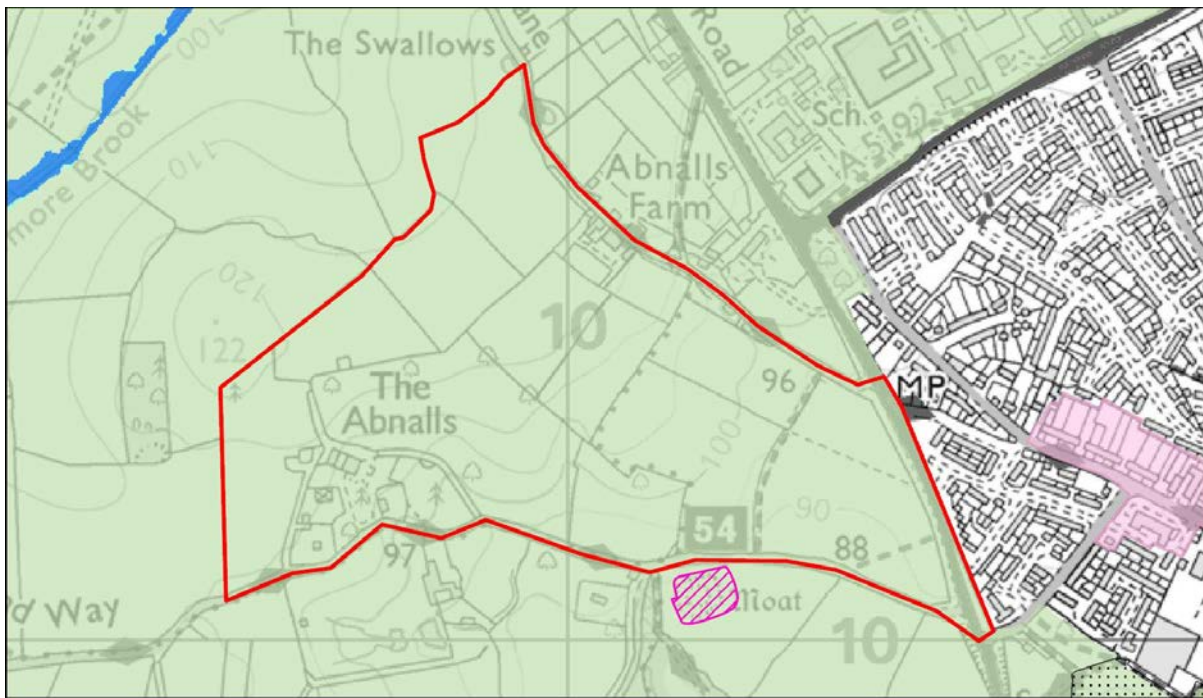 The Swallows
Road
Sch
A 5192
Abnalls
Farm
100
110
120
122
10
The
Abnalls
96
MP
100
90
88
54
97
Moat
10
more Brook
Way